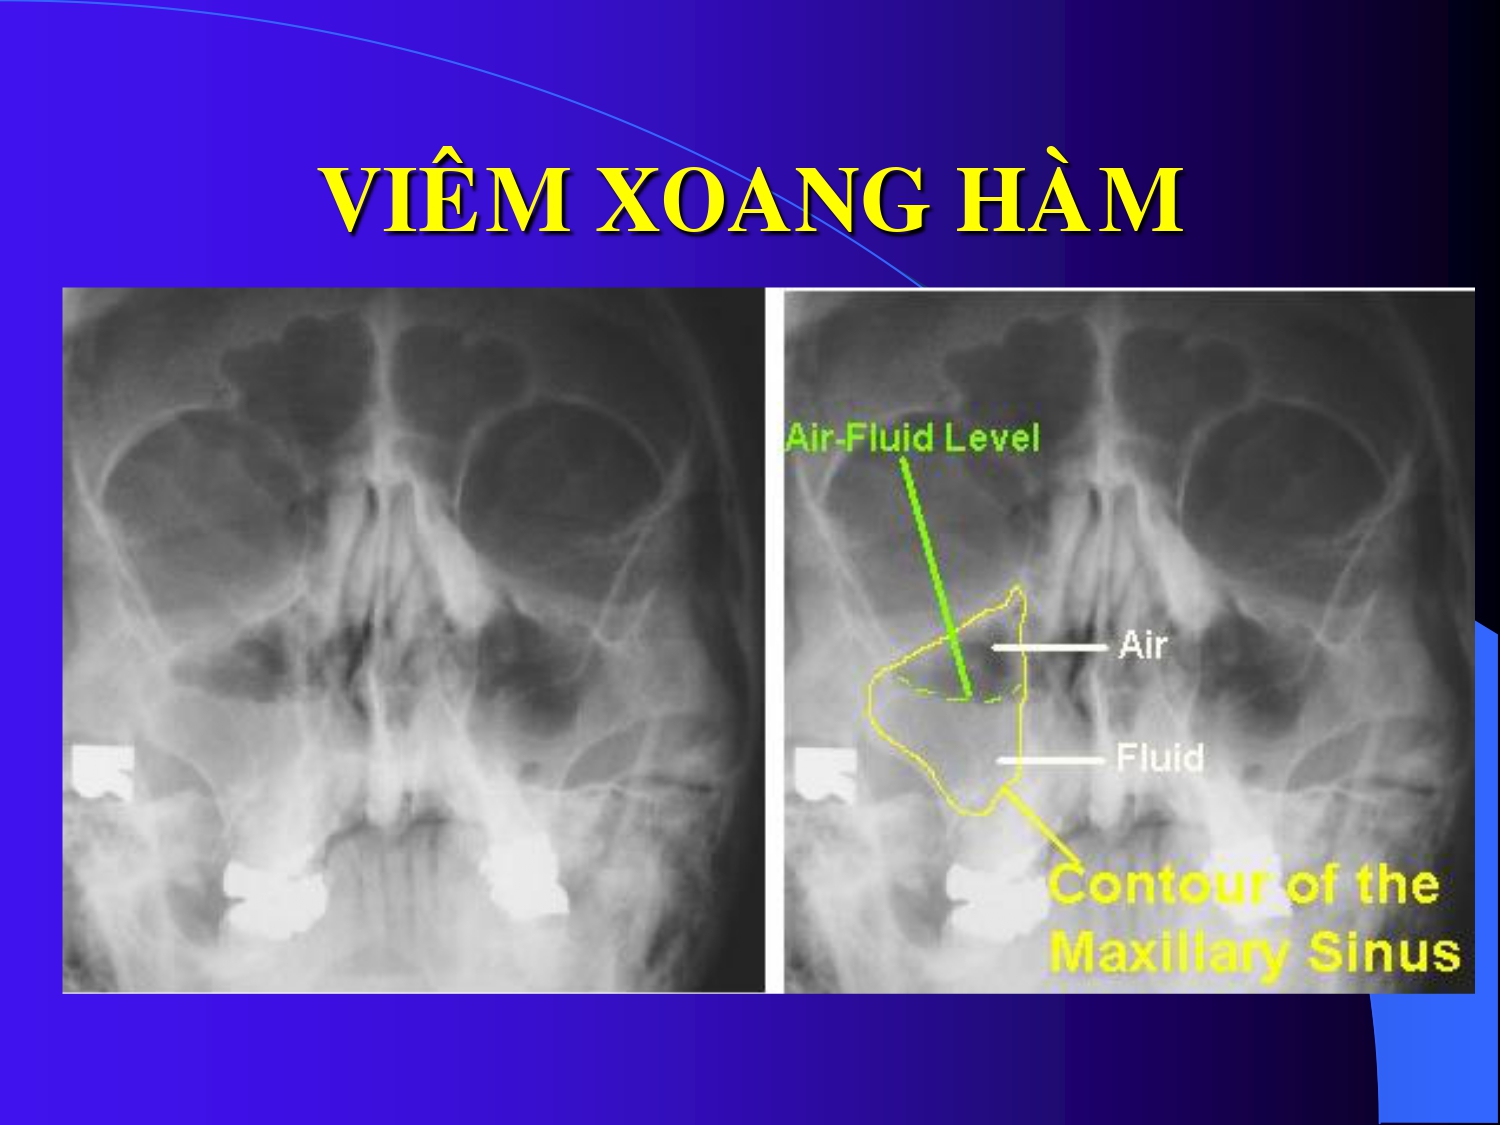 VIÊM XOANG HÀM
Air-Fluid Level
Air
Fluid
Contour of the
Maxillary Sinus